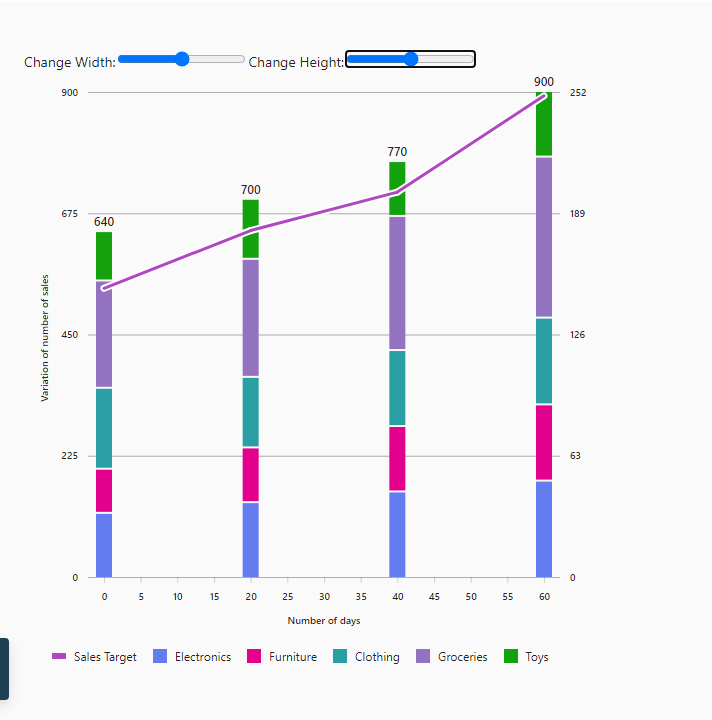 Change Width: Change Height:
900
900 252
770
700
675 189
640
450 126
225 63
0 0
0 5 10 15 20 25 30 35 40 45 50 55 60
Number of days
Variation of number of sales
Sales Target Electronics Furniture Clothing Groceries Toys